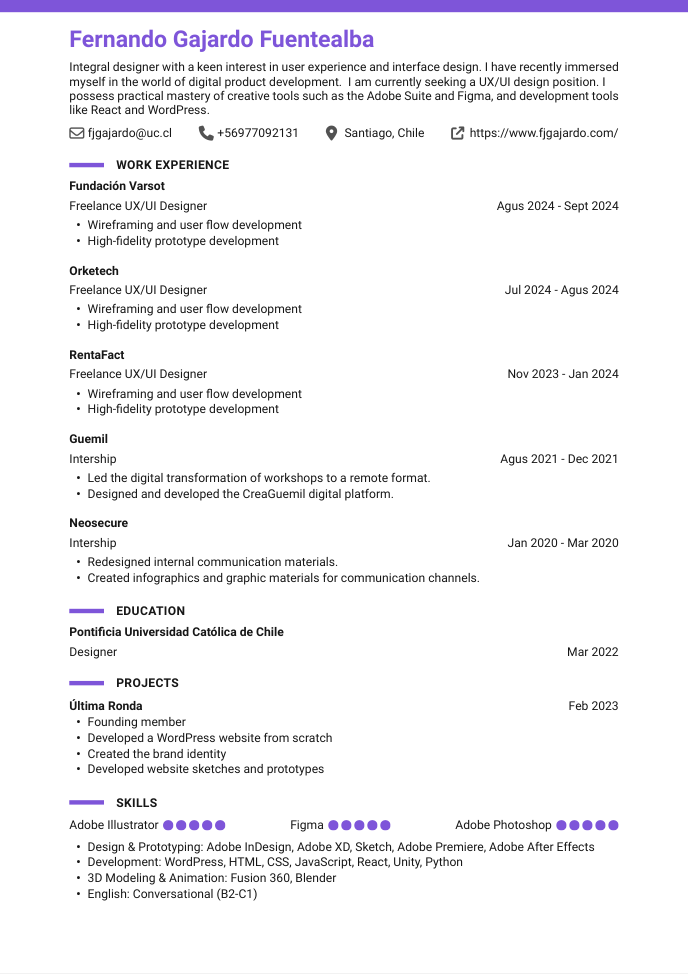 Fernando Gajardo Fuentealba
Integral designer with a keen interest in user experience and interface design. I have recently immersed
myself in the world of digital product development.  I am currently seeking a UX/UI design position. I
possess practical mastery of creative tools such as the Adobe Suite and Figma, and development tools
like React and WordPress.
fjgajardo@uc.cl +56977092131 Santiago, Chile https://www.fjgajardo.com/
WORK EXPERIENCE
Fundación Varsot
Freelance UX/UI Designer Agus 2024 - Sept 2024
• Wireframing and user flow development
• High-fidelity prototype development
Orketech
Freelance UX/UI Designer Jul 2024 - Agus 2024
• Wireframing and user flow development
• High-fidelity prototype development
RentaFact
Freelance UX/UI Designer Nov 2023 - Jan 2024
• Wireframing and user flow development
• High-fidelity prototype development
Guemil
Intership Agus 2021 - Dec 2021
• Led the digital transformation of workshops to a remote format.
• Designed and developed the CreaGuemil digital platform.
Neosecure
Intership Jan 2020 - Mar 2020
• Redesigned internal communication materials.
• Created infographics and graphic materials for communication channels.
EDUCATION
Pontificia Universidad Católica de Chile
Designer Mar 2022
PROJECTS
Última Ronda Feb 2023
• Founding member
• Developed a WordPress website from scratch
• Created the brand identity
• Developed website sketches and prototypes
SKILLS
Adobe Illustrator Figma Adobe Photoshop
• Design & Prototyping: Adobe InDesign, Adobe XD, Sketch, Adobe Premiere, Adobe After Effects
• Development: WordPress, HTML, CSS, JavaScript, React, Unity, Python
• 3D Modeling & Animation: Fusion 360, Blender
• English: Conversational (B2-C1)